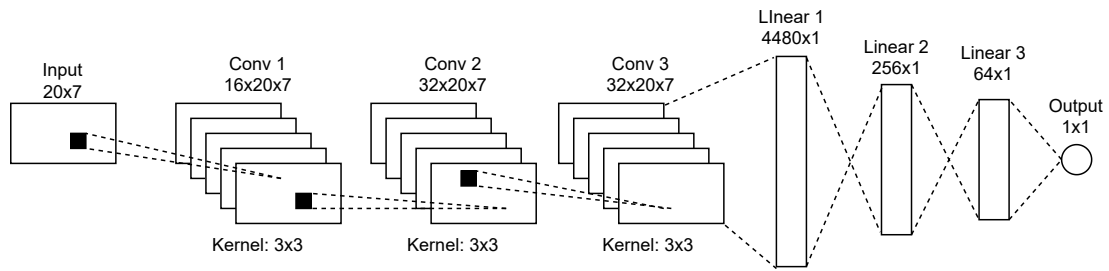 Input
20x7
Conv 1
16x20x7
Conv 2
32x20x7
Conv 3
32x20x7
LInear 1
4480x1
Linear 2
256x1
Linear 3
64x1
Output
1x1
Kernel: 3x3
Kernel: 3x3
Kernel: 3x3